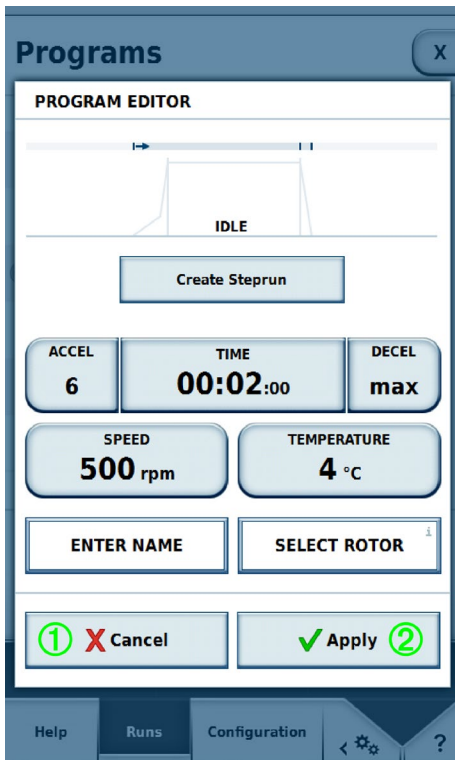 Programs
X
PROGRAM EDITOR
IDLE
Create Steprun
ACCEL TIME DECEL
6 00:02:00 max
SPEED TEMPERATURE
500 rpm 4 °C
ENTER NAME SELECT ROTOR i
① X Cancel ✓ Apply ②
Help Runs Configuration < ?